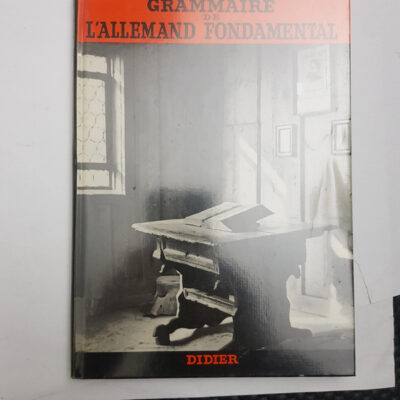 GRAMMAIRE
DE
L'ALLEMAND FONDAMENTAL
DIDIER